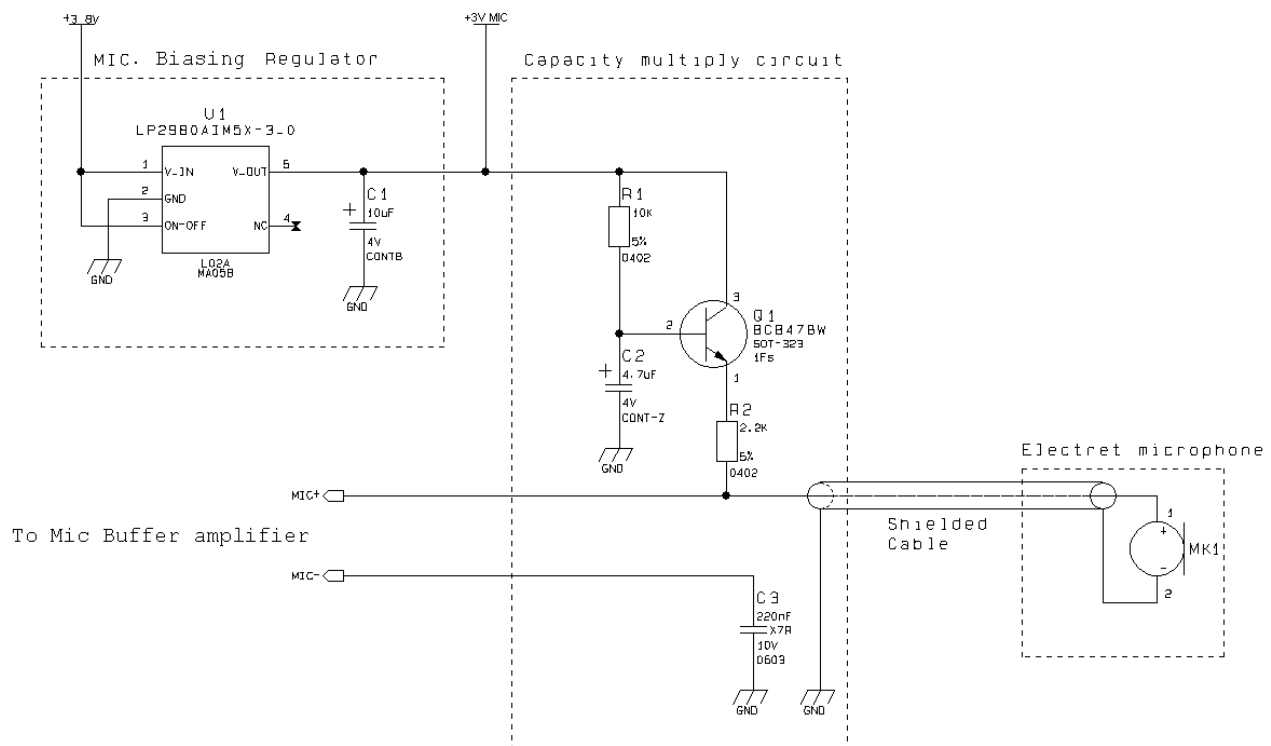 +3.8V
+3V MIC
MIC. Biasing Regulator
Capacity multiply circuit
U1
LP2980AIM5X-3.0
1
V_IN
V_OUT
5
2
GND
3
ON-OFF
NC
4
LO2A
MA05B
GND
C1
10uF
4V
CONTB
GND
R1
10K
5%
0402
2
3
Q1
BC847BW
SOT-323
1Fs
1
C2
4.7uF
4V
CONT-Z
GND
R2
2.2K
5%
0402
Electret microphone
MIC+
Shielded
Cable
1
+
MK1
-
2
To Mic Buffer amplifier
MIC-
C3
220nF
X7R
10V
0603
GND
GND